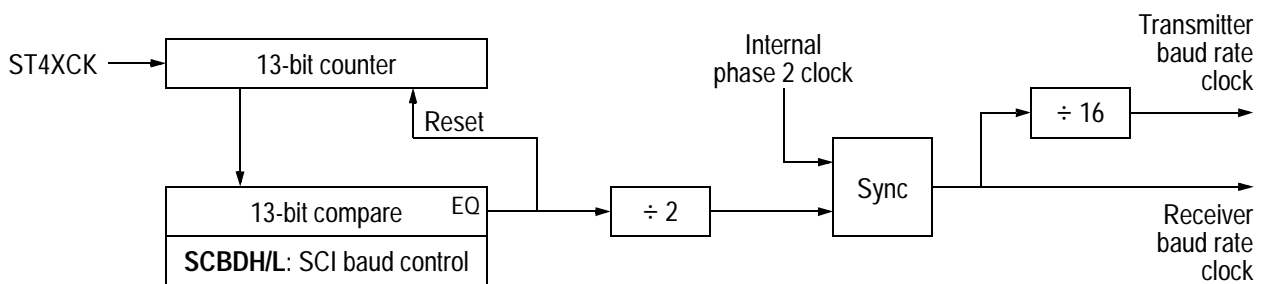 ST4XCK
13-bit counter
Internal
phase 2 clock
Transmitter
baud rate
clock
÷ 16
Reset
13-bit compare
EQ
÷ 2
Sync
SCBDH/L: SCI baud control
Receiver
baud rate
clock